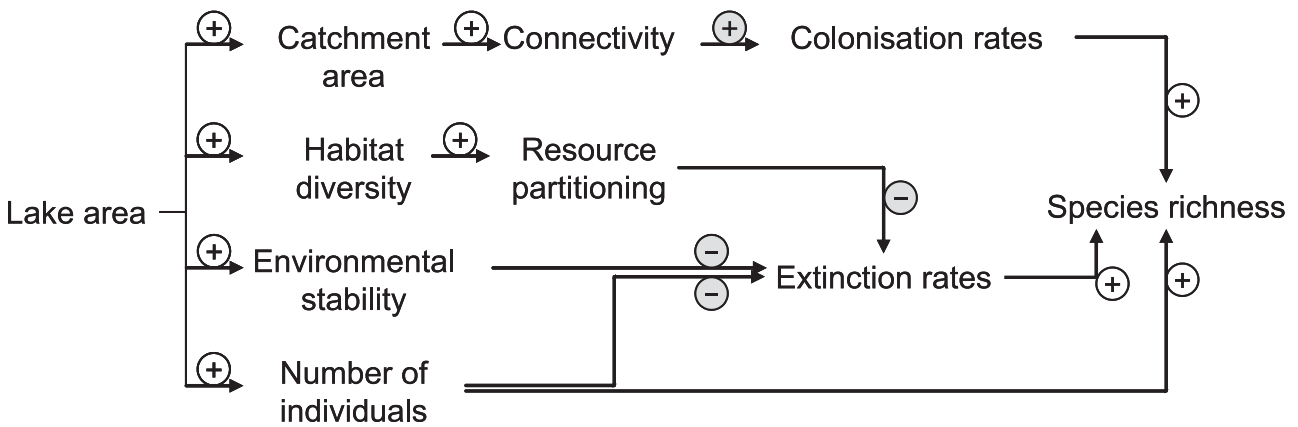 + Catchment area + Connectivity + Colonisation rates
+
+ Habitat diversity + Resource partitioning
−
Lake area
Species richness
+ Environmental stability
−
−
Extinction rates
+
+
+ Number of individuals